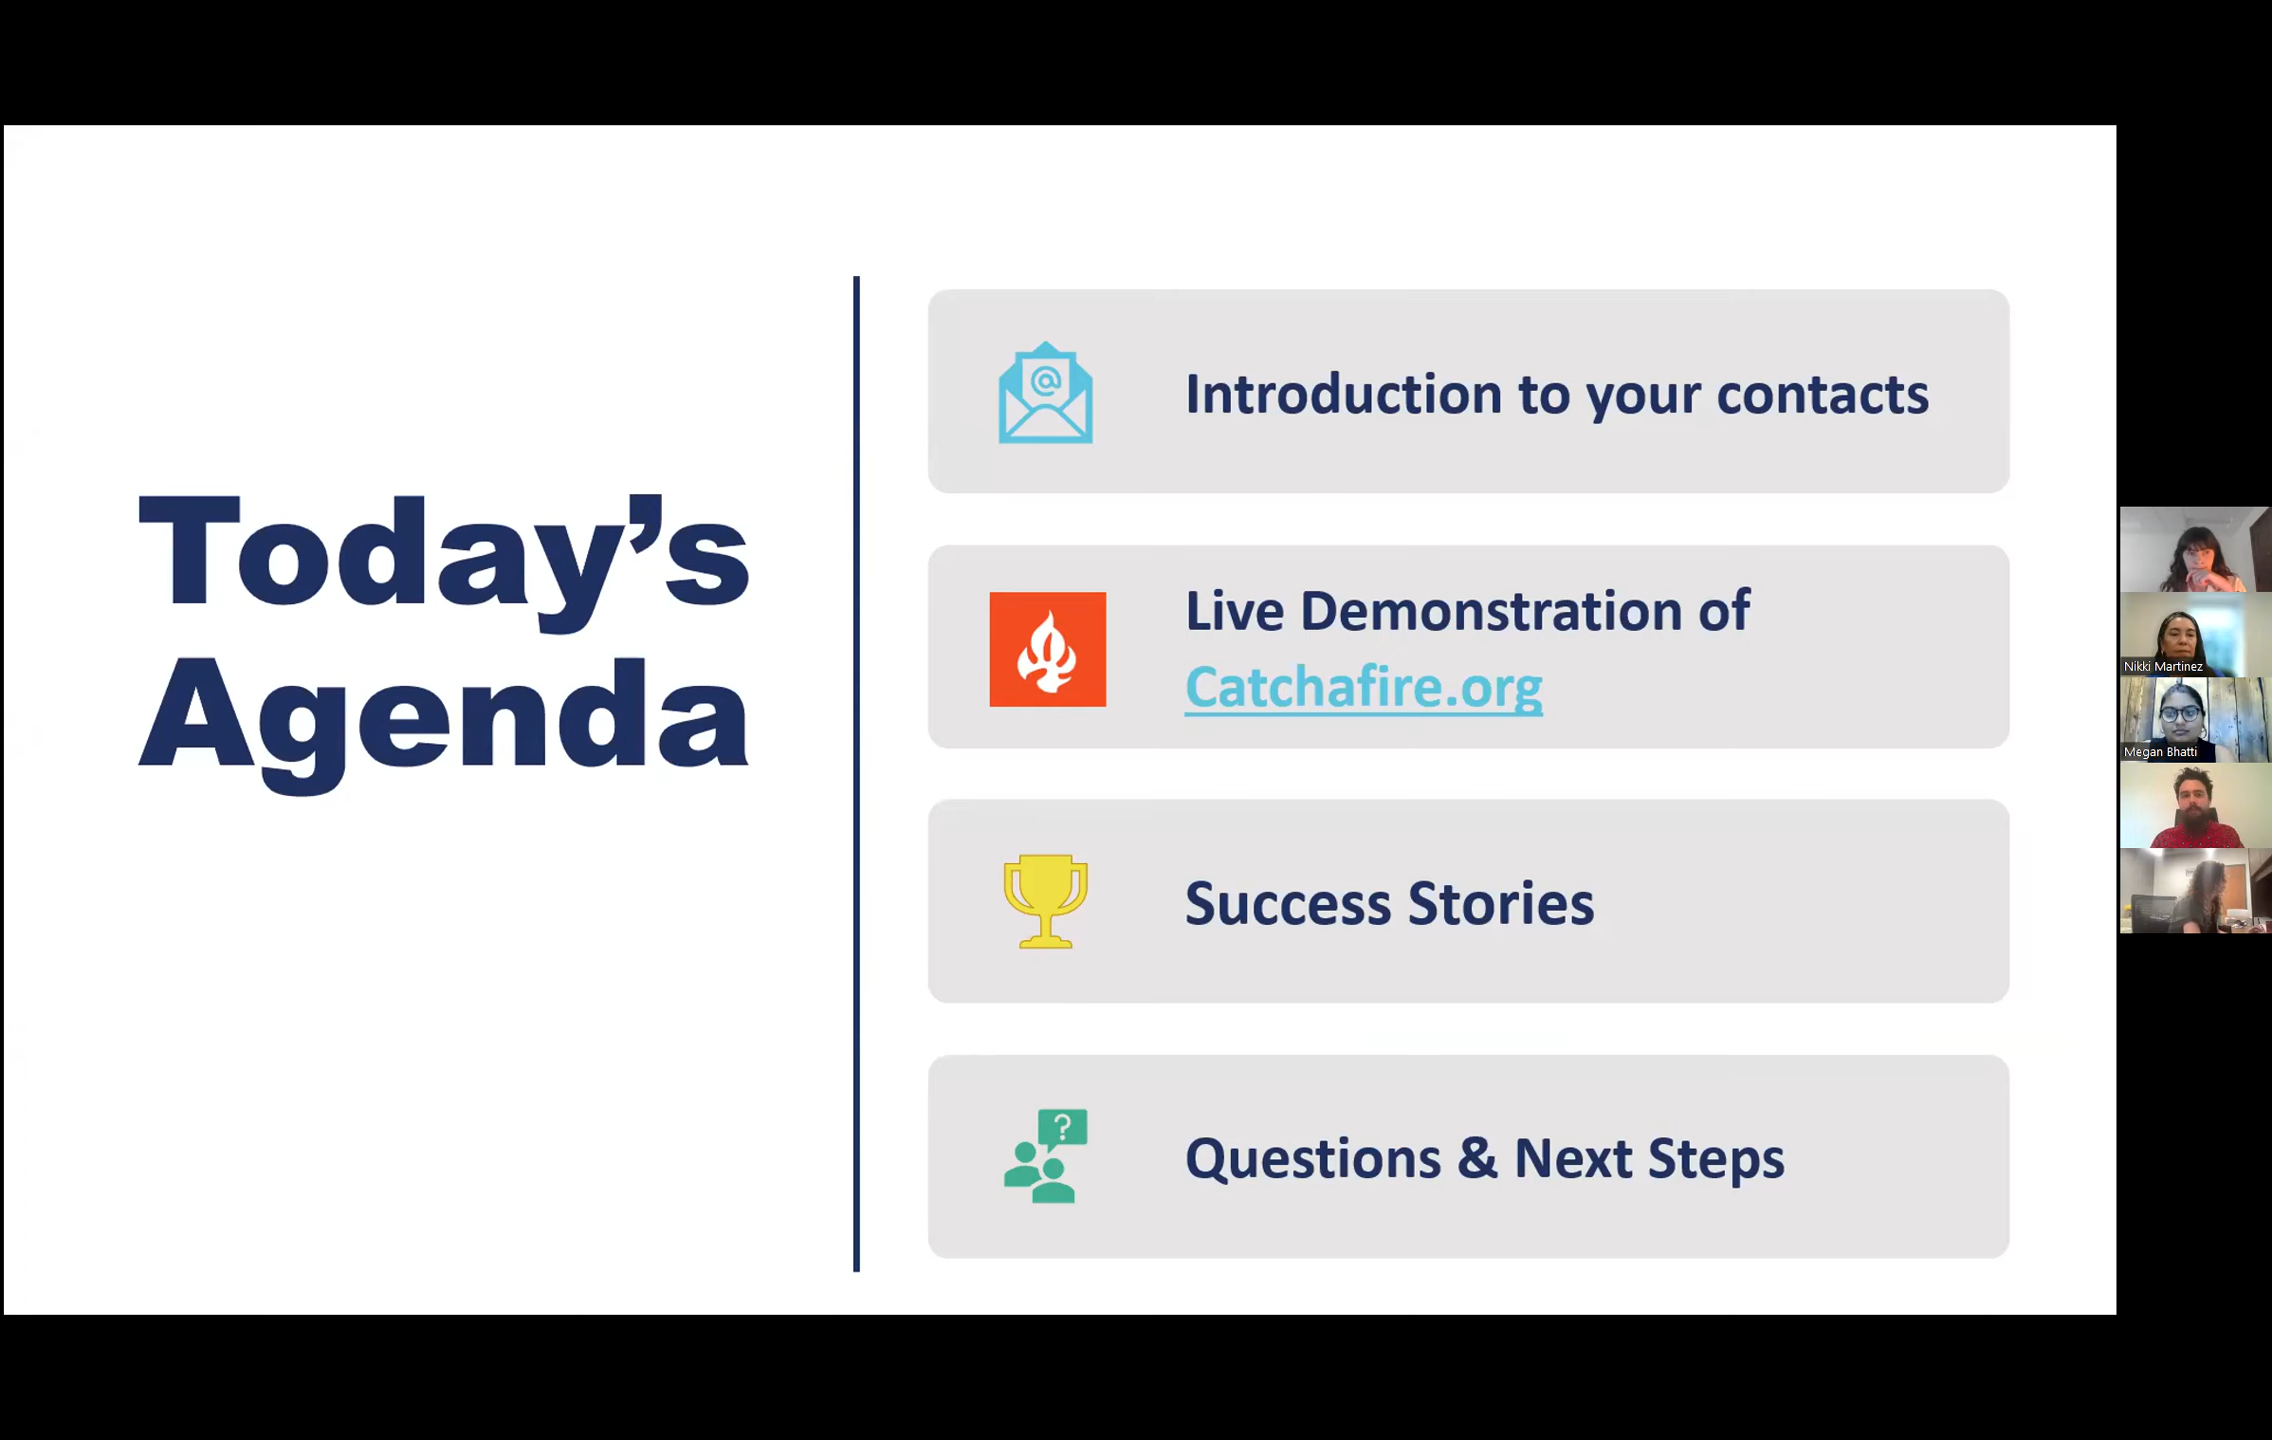 Today’s
Agenda
@
Introduction to your contacts
Live Demonstration of
Catchafire.org
Success Stories
?
Questions & Next Steps
Nikki Martinez
Megan Bhatti